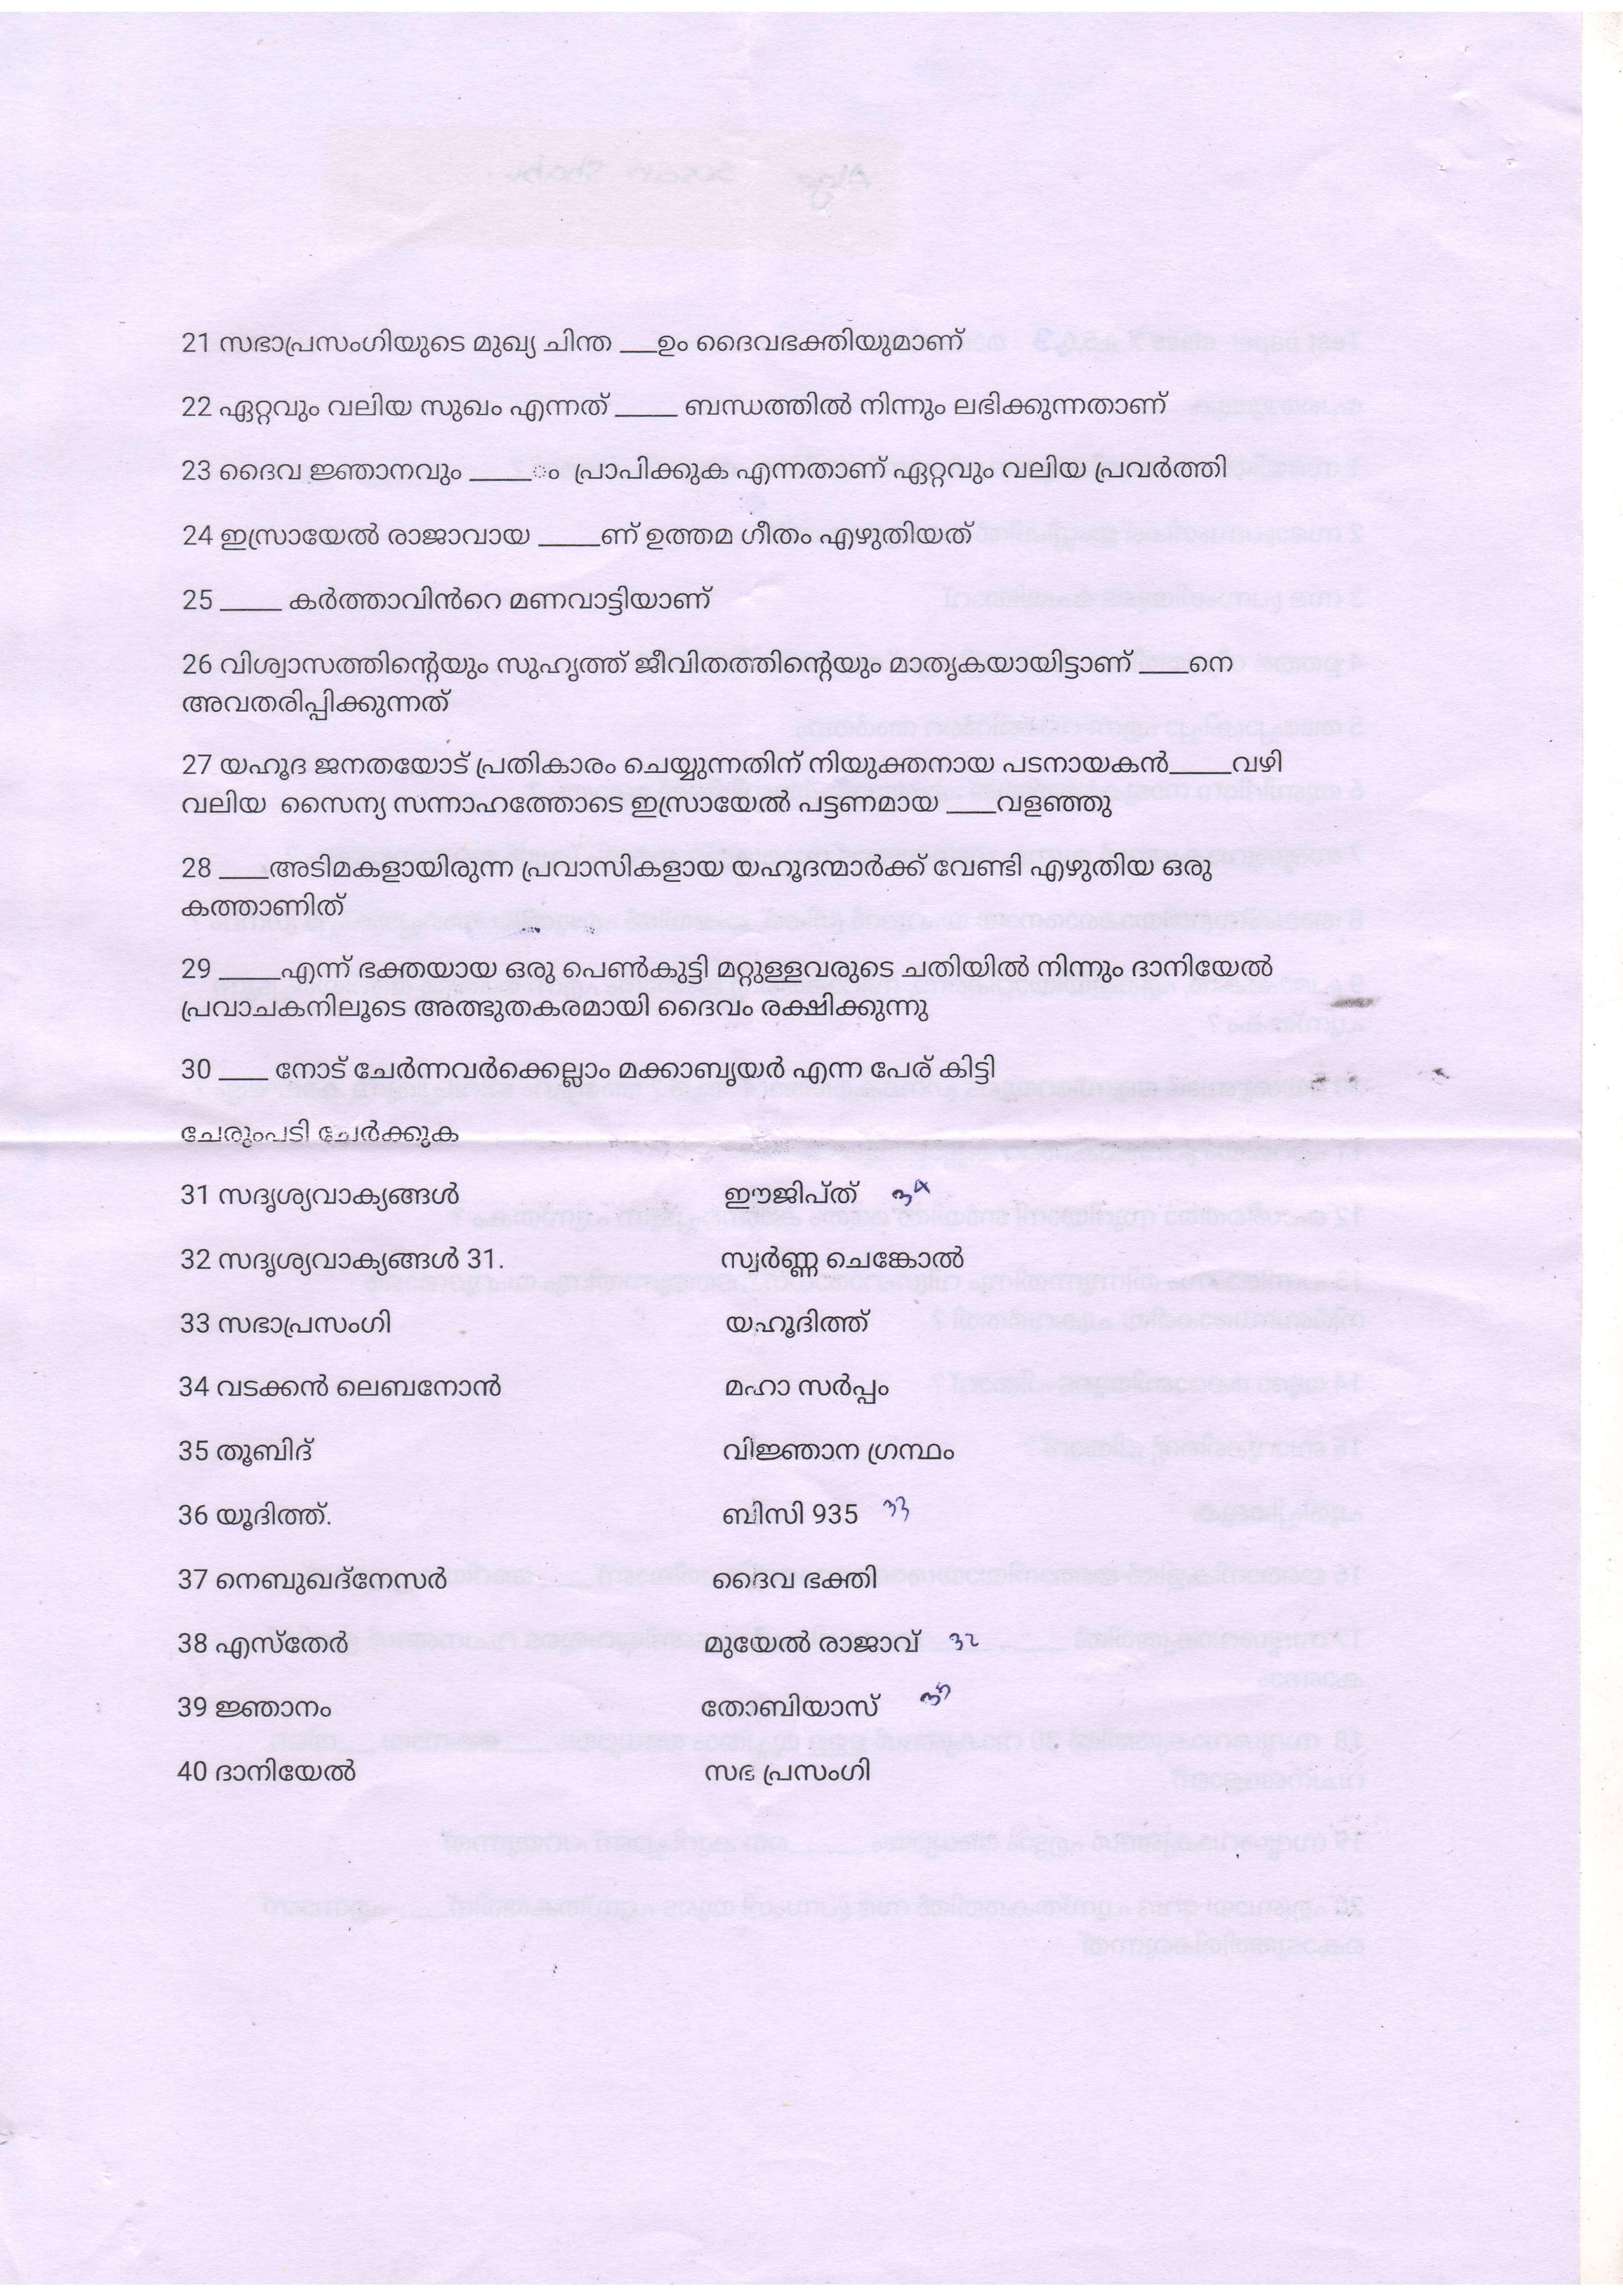 21 സഭാപ്രസംഗിയുടെ മുഖ്യ ചിന്ത ___ഉം ദൈവഭക്തിയുമാണ്
22 ഏറ്റവും വലിയ സുഖം എന്നത് _____ ബന്ധത്തിൽ നിന്നും ലഭിക്കുന്നതാണ്
23 ദൈവ ജ്ഞാനവും _____ം പ്രാപിക്കുക എന്നതാണ് ഏറ്റവും വലിയ പ്രവർത്തി
24 ഇസ്രായേൽ രാജാവായ _____ണ് ഉത്തമ ഗീതം എഴുതിയത്
25 _____ കർത്താവിൻറെ മണവാട്ടിയാണ്
26 വിശ്വാസത്തിന്റെയും സുഹൃത്ത് ജീവിതത്തിന്റെയും മാതൃകയായിട്ടാണ് ____നെ
അവതരിപ്പിക്കുന്നത്
27 യഹൂദ ജനതയോട് പ്രതികാരം ചെയ്യുന്നതിന് നിയുക്തനായ പടനായകൻ_____വഴി
വലിയ സൈന്യ സന്നാഹത്തോടെ ഇസ്രായേൽ പട്ടണമായ ____വളഞ്ഞു
28 ____അടിമകളായിരുന്ന പ്രവാസികളായ യഹൂദന്മാർക്ക് വേണ്ടി എഴുതിയ ഒരു
കത്താണിത്
29 _____എന്ന് ഭക്തയായ ഒരു പെൺകുട്ടി മറ്റുള്ളവരുടെ ചതിയിൽ നിന്നും ദാനിയേൽ
പ്രവാചകനിലൂടെ അത്ഭുതകരമായി ദൈവം രക്ഷിക്കുന്നു
30 ____ നോട് ചേർന്നവർക്കെല്ലാം മക്കാബൃയർ എന്ന പേര് കിട്ടി
ചേരുംപടി ചേർക്കുക
31 സദൃശ്യവാക്യങ്ങൾ ഈജിപ്ത് 34
32 സദൃശ്യവാക്യങ്ങൾ 31. സ്വർണ്ണ ചെങ്കോൽ
33 സഭാപ്രസംഗി യഹൂദിത്ത്
34 വടക്കൻ ലെബനോൻ മഹാ സർപ്പം
35 തൂബിദ് വിജ്ഞാന ഗ്രന്ഥം
36 യൂദിത്ത്. ബിസി 935 33
37 നെബുഖദ്നേസർ ദൈവ ഭക്തി
38 എസ്തേർ മുയേൽ രാജാവ് 32
39 ജ്ഞാനം തോബിയാസ് 35
40 ദാനിയേൽ സഭ പ്രസംഗി